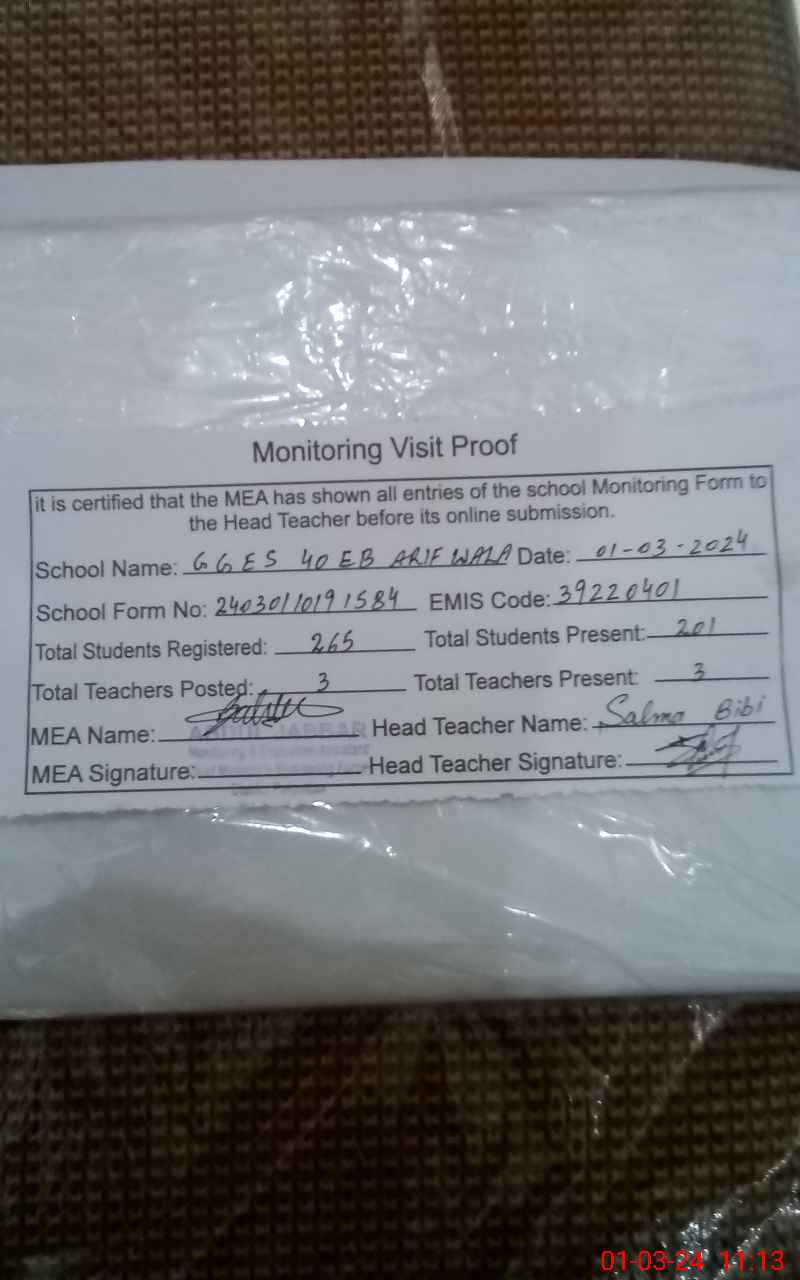 Monitoring Visit Proof
it is certified that the MEA has shown all entries of the school Monitoring Form to
the Head Teacher before its online submission.
School Name: GGES 40 EB ARIFWALA Date: 01-03-2024
School Form No: 24030110191584 EMIS Code: 39220401
Total Students Registered: 265 Total Students Present: 201
Total Teachers Posted: 3 Total Teachers Present: 3
MEA Name: ABDUL JABBAR Head Teacher Name: Salma Bibi
MEA Signature: Head Teacher Signature:
01-03-24 11:13